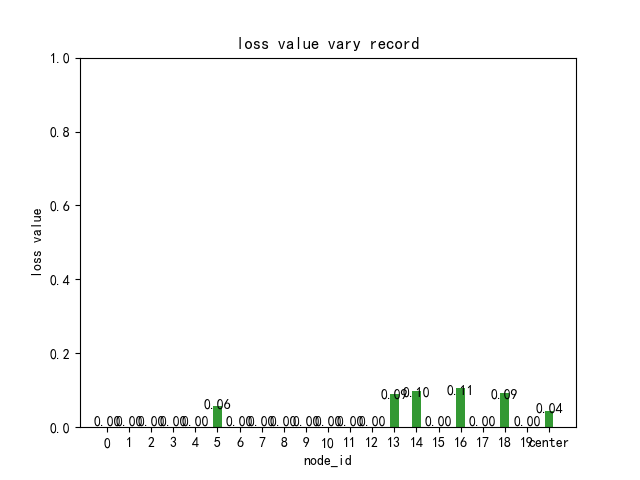 loss value vary record
1.0
0.8
0.6
0.4
0.2
0.0
loss value
0.00 0.00 0.00 0.00 0.00 0.06 0.00 0.00 0.00 0.00 0.00 0.00 0.00 0.09 0.10 0.00 0.11 0.00 0.09 0.00 0.04
0 1 2 3 4 5 6 7 8 9 10 11 12 13 14 15 16 17 18 19 center
node_id